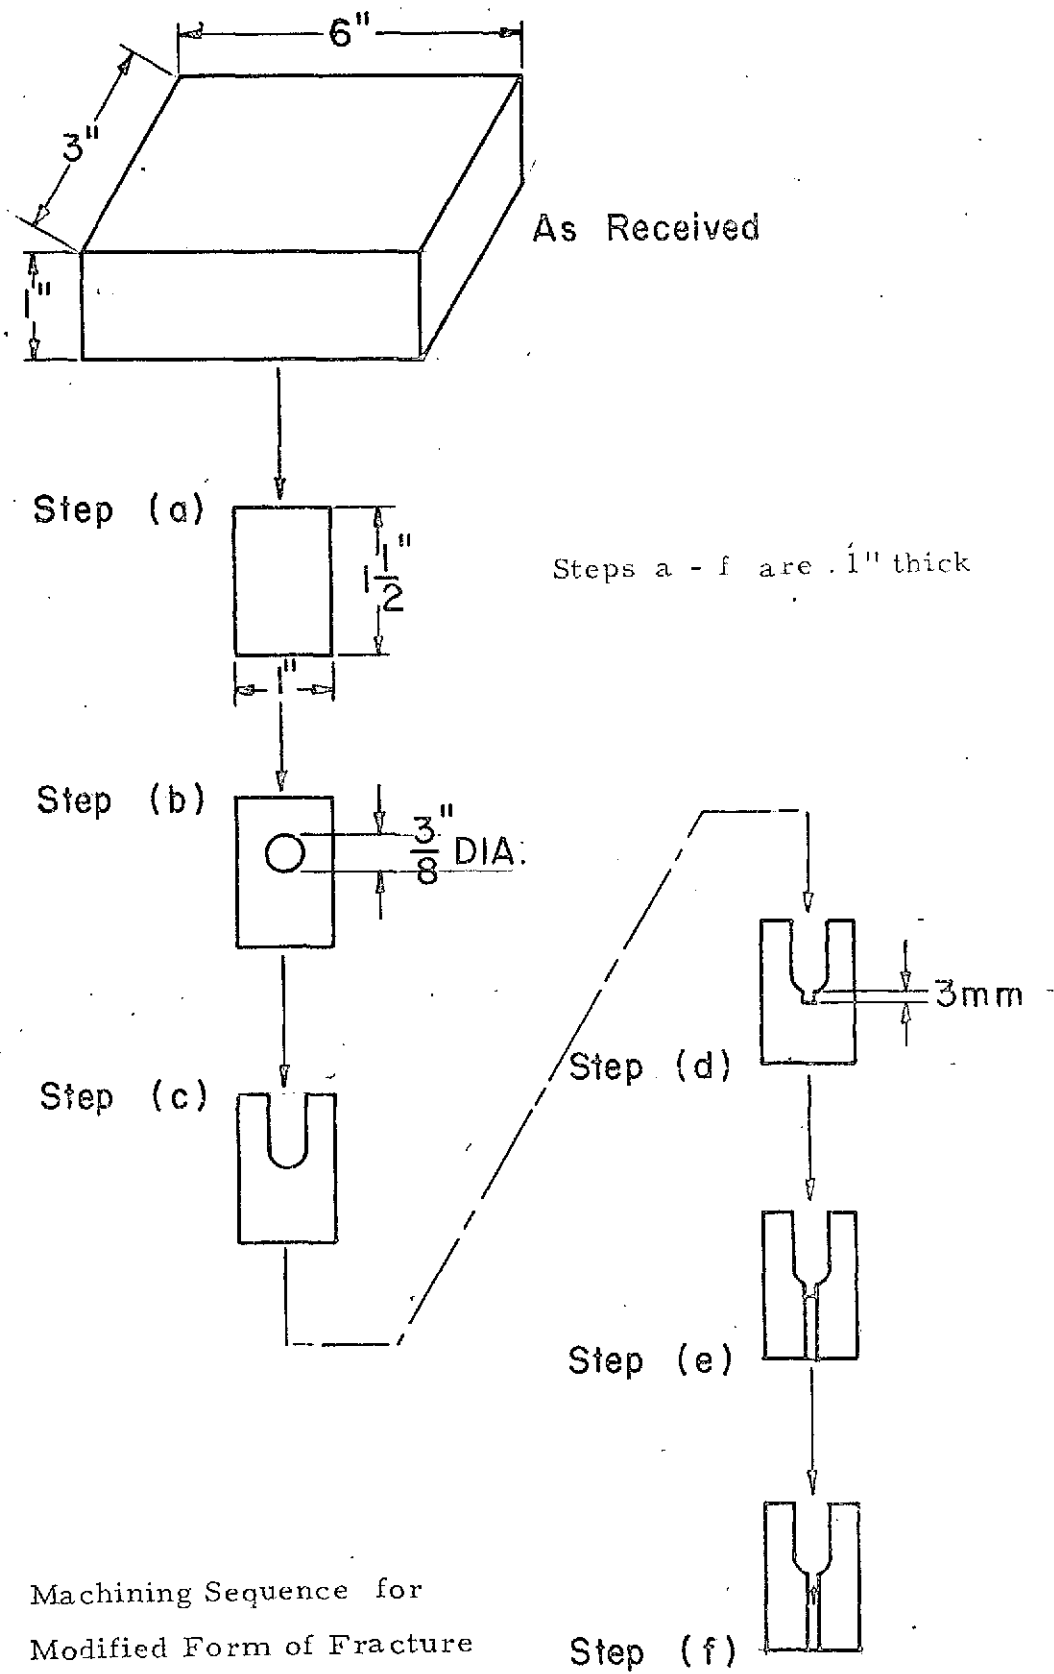 6"
3"
As Received
1"
Step (a)
1 1/2"
Steps a - f are .1" thick
1"
Step (b)
3/8" DIA.
3mm
Step (d)
Step (c)
Step (e)
Machining Sequence for
Modified Form of Fracture
Step (f)